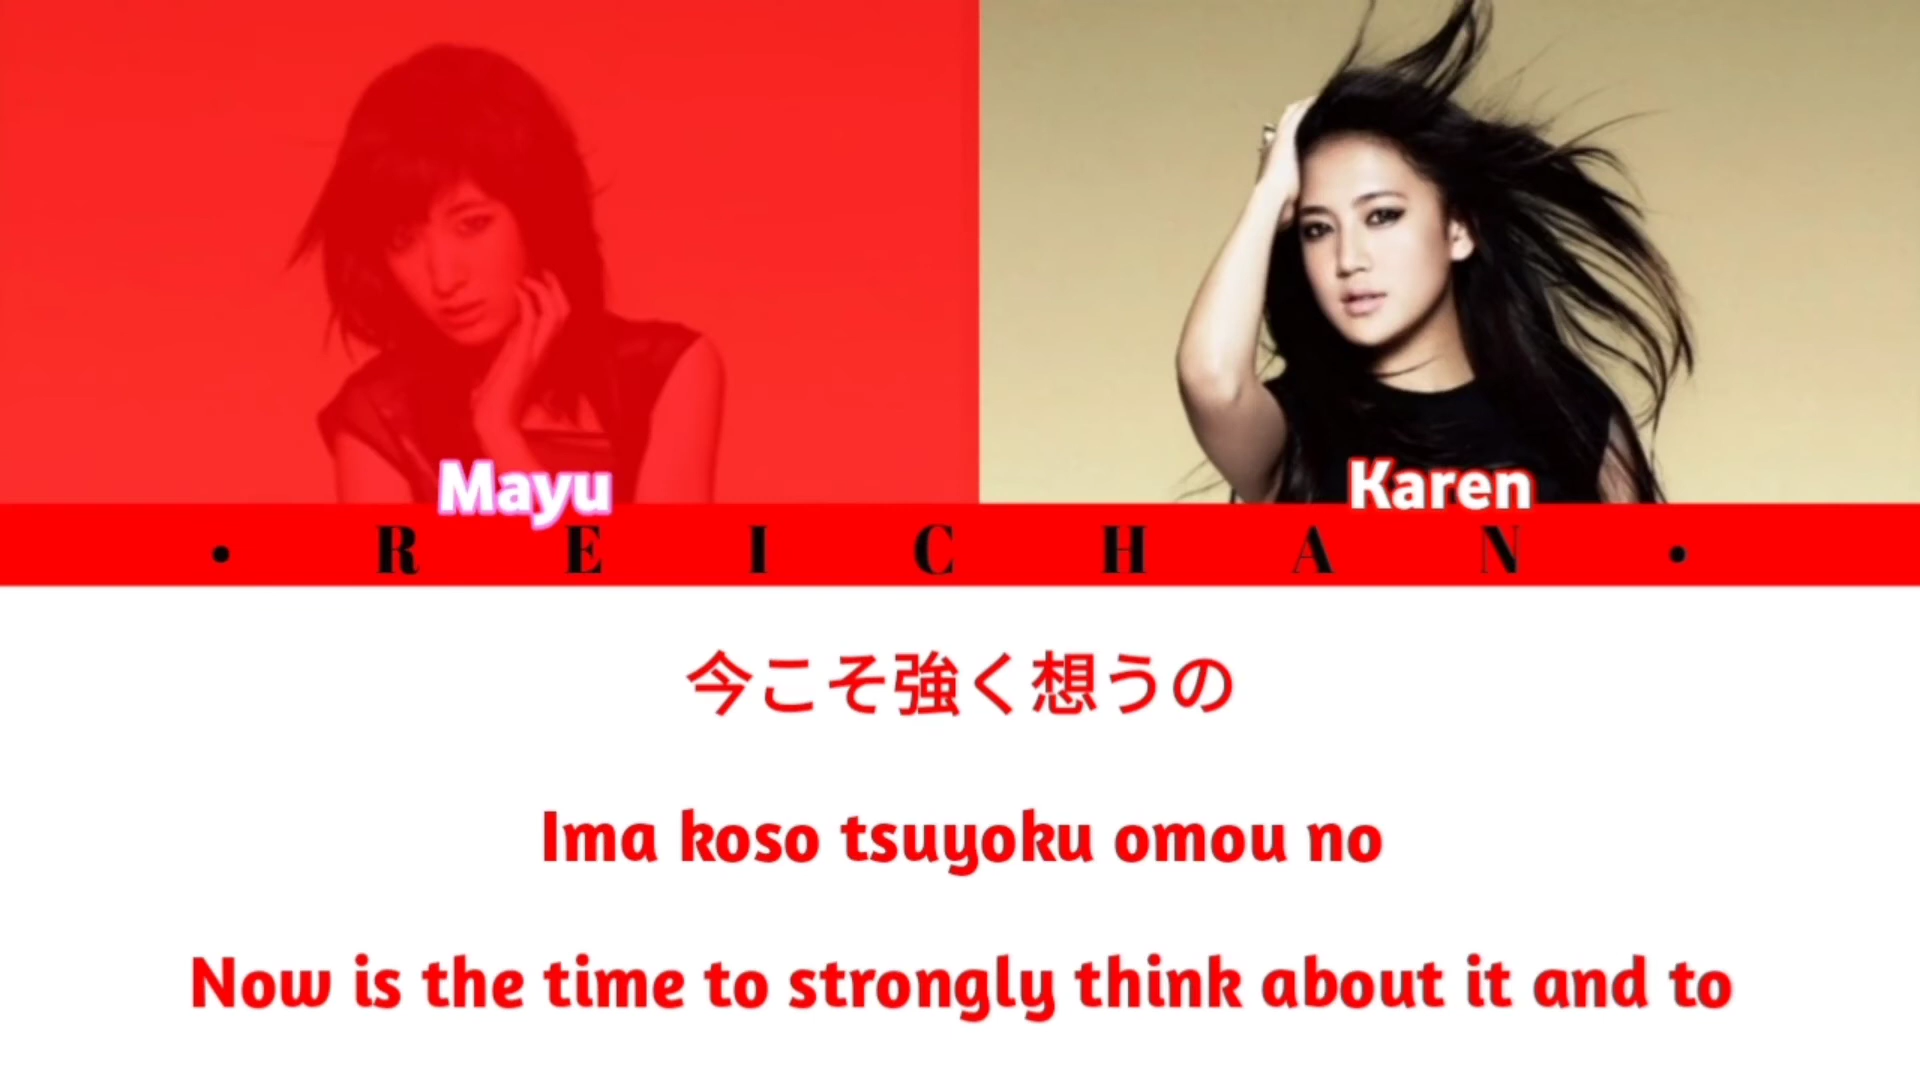 Mayu
Karen
• R E I C H A N •
今こそ強く想うの
Ima koso tsuyoku omou no
Now is the time to strongly think about it and to